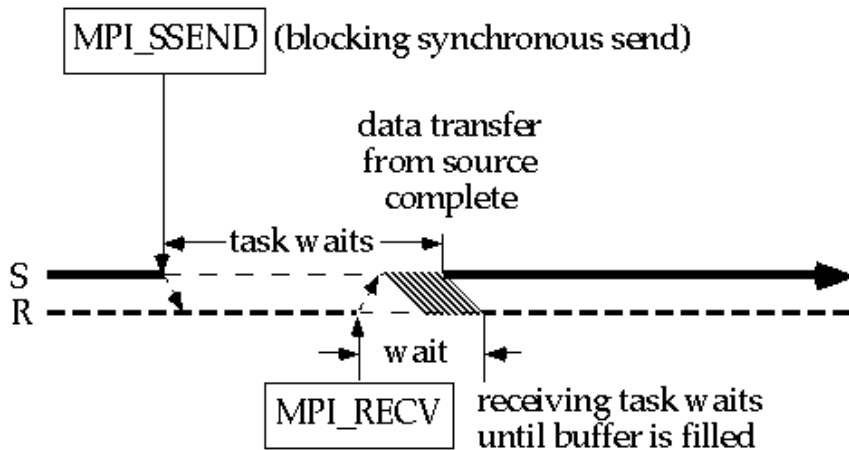 MPI_SSEND (blocking synchronous send)
data transfer
from source
complete
task waits
S
R
wait
MPI_RECV
receiving task waits
until buffer is filled